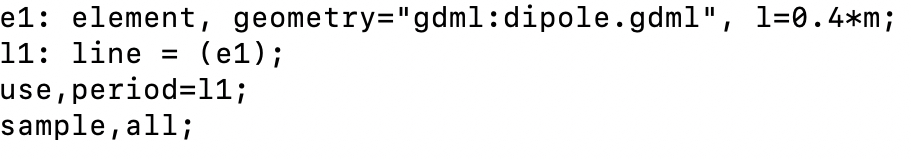 e1: element, geometry="gdml:dipole.gdml", l=0.4*m;
l1: line = (e1);
use,period=l1;
sample,all;